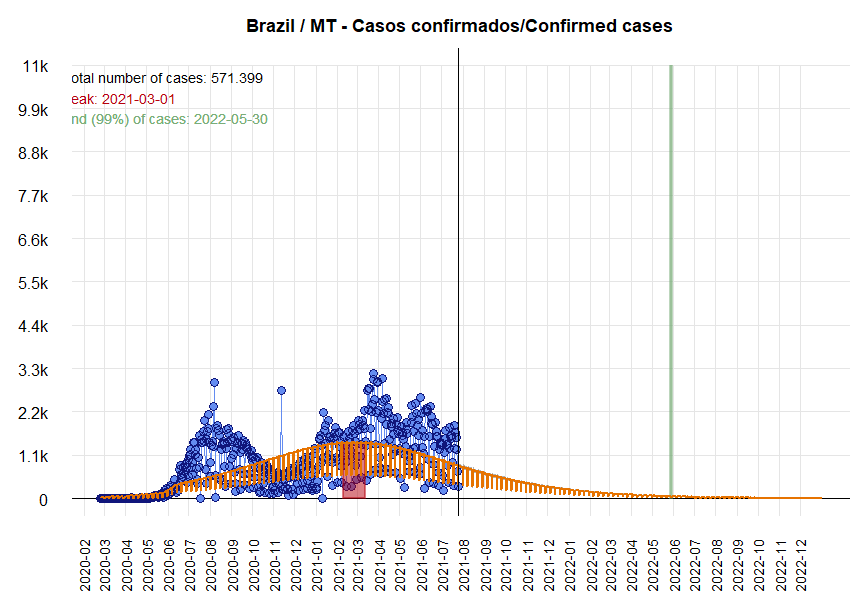 Brazil / MT - Casos confirmados/Confirmed cases
11k
otal number of cases: 571.399
eak: 2021-03-01
9.9k
nd (99%) of cases: 2022-05-30
8.8k
7.7k
6.6k
5.5k
4.4k
3.3k
2.2k
1.1k
0
2020-02
2020-03
2020-04
2020-05
2020-06
2020-07
2020-08
2020-09
2020-10
2020-11
2020-12
2021-01
2021-02
2021-03
2021-04
2021-05
2021-06
2021-07
2021-08
2021-09
2021-10
2021-11
2021-12
2022-01
2022-02
2022-03
2022-04
2022-05
2022-06
2022-07
2022-08
2022-09
2022-10
2022-11
2022-12